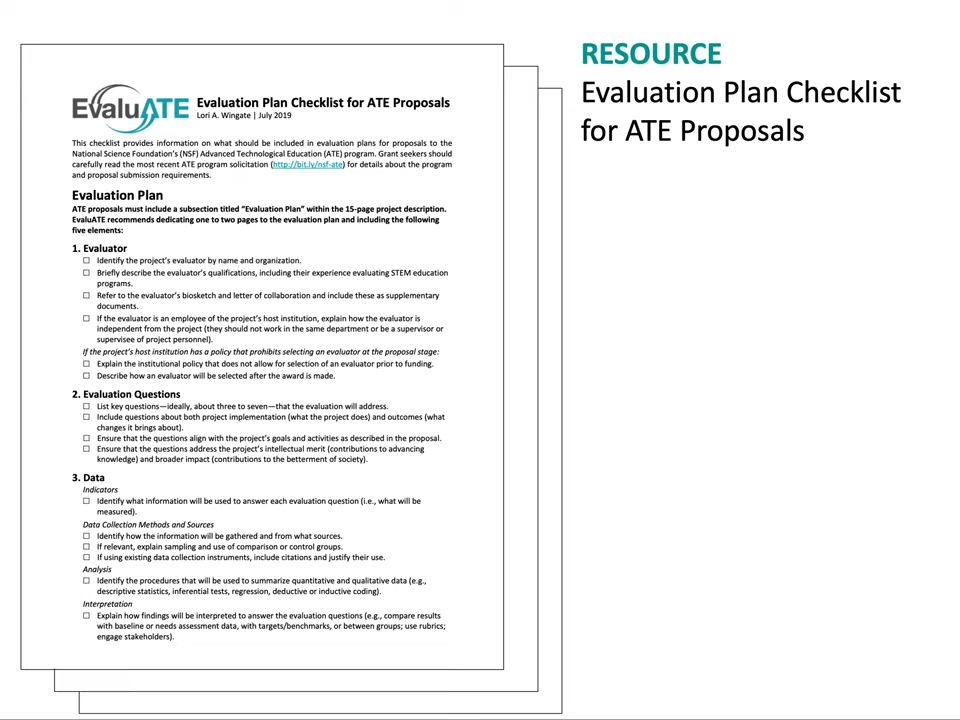 RESOURCE
Evaluation Plan Checklist
for ATE Proposals
EvaluATE
Evaluation Plan Checklist for ATE Proposals
Lori A. Wingate | July 2019
This checklist provides information on what should be included in evaluation plans for proposals to the
National Science Foundation's (NSF) Advanced Technological Education (ATE) program. Grant seekers should
carefully read the most recent ATE program solicitation (http://bit.ly/nsf-ate) for details about the program
and proposal submission requirements.
Evaluation Plan
ATE proposals must include a subsection titled “Evaluation Plan” within the 15-page project description.
EvaluATE recommends dedicating one to two pages to the evaluation plan and including the following
five elements:
1. Evaluator
☐ Identify the project's evaluator by name and organization.
☐ Briefly describe the evaluator's qualifications, including their experience evaluating STEM education
programs.
☐ Refer to the evaluator's biosketch and letter of collaboration and include these as supplementary
documents.
☐ If the evaluator is an employee of the project's host institution, explain how the evaluator is
independent from the project (they should not work in the same department or be a supervisor or
supervisee of project personnel).
If the project's host institution has a policy that prohibits selecting an evaluator at the proposal stage:
☐ Explain the institutional policy that does not allow for selection of an evaluator prior to funding.
☐ Describe how an evaluator will be selected after the award is made.
2. Evaluation Questions
☐ List key questions—ideally, about three to seven—that the evaluation will address.
☐ Include questions about both project implementation (what the project does) and outcomes (what
changes it brings about).
☐ Ensure that the questions align with the project's goals and activities as described in the proposal.
☐ Ensure that the questions address the project's intellectual merit (contributions to advancing
knowledge) and broader impact (contributions to the betterment of society).
3. Data
Indicators
☐ Identify what information will be used to answer each evaluation question (i.e., what will be
measured).
Data Collection Methods and Sources
☐ Identify how the information will be gathered and from what sources.
☐ If relevant, explain sampling and use of comparison or control groups.
☐ If using existing data collection instruments, include citations and justify their use.
Analysis
☐ Identify the procedures that will be used to summarize quantitative and qualitative data (e.g.,
descriptive statistics, inferential tests, regression, deductive or inductive coding).
Interpretation
☐ Explain how findings will be interpreted to answer the evaluation questions (e.g., compare results
with baseline or needs assessment data, with targets/benchmarks, or between groups; use rubrics;
engage stakeholders).